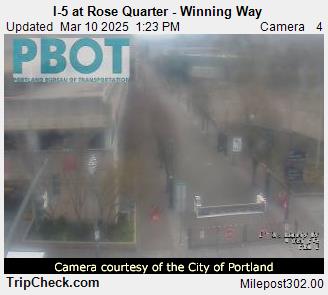 I-5 at Rose Quarter - Winning Way
Updated Mar 10 2025 1:23 PM Camera 4
PBOT
PORTLAND BUREAU OF TRANSPORTATION
Camera courtesy of the City of Portland
TripCheck.com Milepost302.00